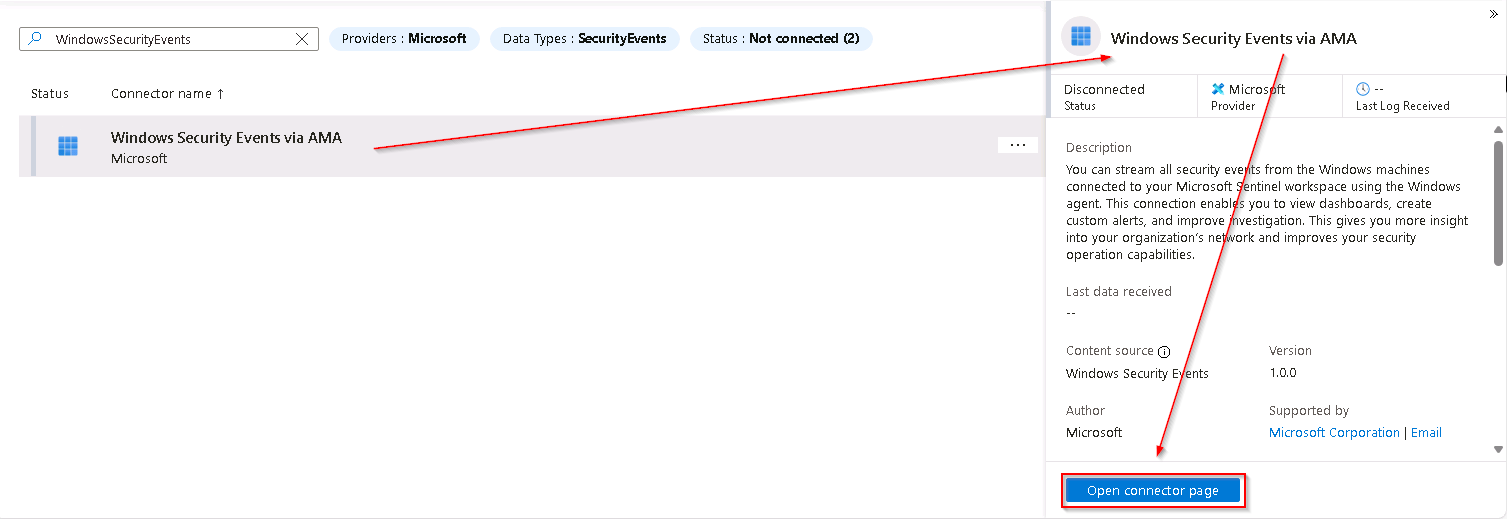 WindowsSecurityEvents
Providers : Microsoft
Data Types : SecurityEvents
Status : Not connected (2)
Status
Connector name ↑
Windows Security Events via AMA
Microsoft
...
»
Windows Security Events via AMA
Disconnected
Status
Microsoft
Provider
--
Last Log Received
Description
You can stream all security events from the Windows machines
connected to your Microsoft Sentinel workspace using the Windows
agent. This connection enables you to view dashboards, create
custom alerts, and improve investigation. This gives you more insight
into your organization's network and improves your security
operation capabilities.
Last data received
--
Content source
Version
Windows Security Events
1.0.0
Author
Supported by
Microsoft
Microsoft Corporation | Email
Open connector page